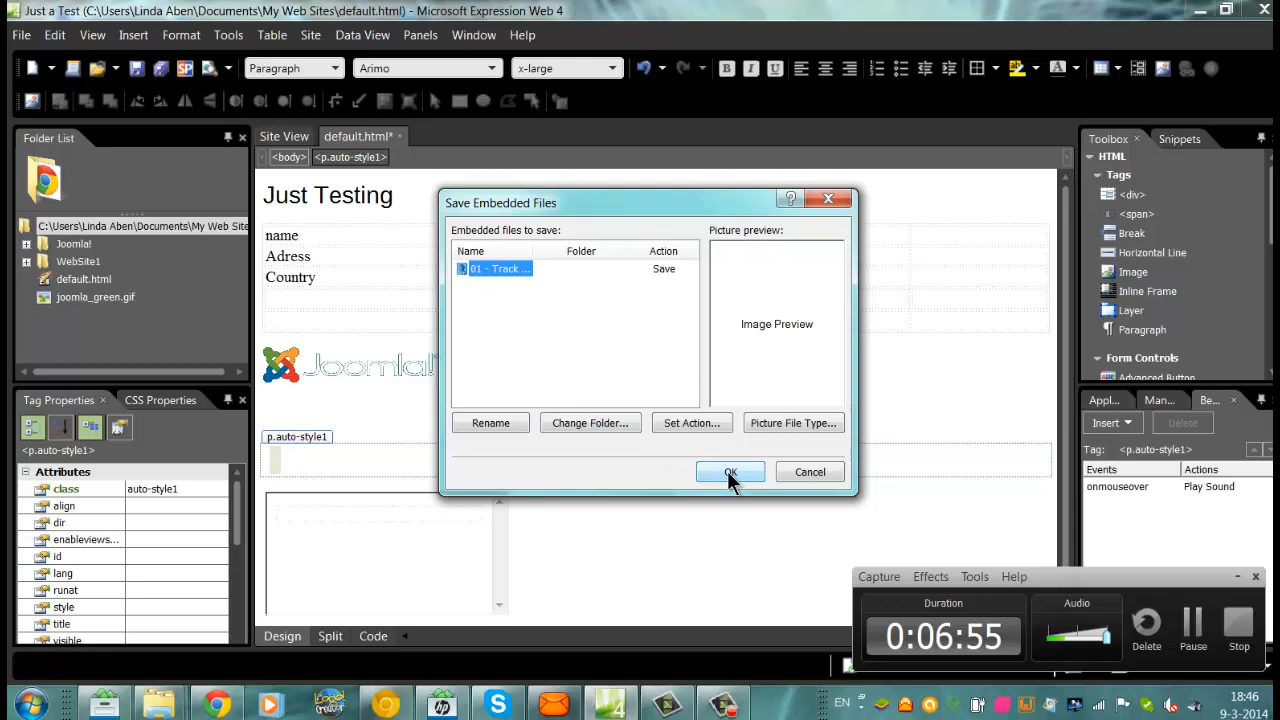 Just a Test (C:\Users\Linda Aben\Documents\My Web Sites\default.html) - Microsoft Expression Web 4
File Edit View Insert Format Tools Table Site Data View Panels Window Help
Paragraph Arimo x-large
Folder List
Site View default.html*
Toolbox Snippets
<body> <p.auto-style1>
HTML
Tags
<div>
<span>
Break
Horizontal Line
Image
Inline Frame
Layer
Paragraph
Form Controls
Advanced Button
C:\Users\Linda Aben\Documents\My Web Sit
Joomla!
WebSite1
default.html
joomla_green.gif
Just Testing
name
Adress
Country
Joomla!
p.auto-style1
Save Embedded Files
Embedded files to save: Picture preview:
Name Folder Action
01 - Track ... Save
Image Preview
Rename Change Folder... Set Action... Picture File Type...
OK Cancel
Tag Properties CSS Properties
<p.auto-style1>
Attributes
class auto-style1
align
dir
enableviews...
id
lang
runat
style
title
visible
Appl... Man... Be...
Insert Delete
Tag: <p.auto-style1>
Events Actions
onmouseover Play Sound
Design Split Code
Capture Effects Tools Help
Duration Audio
0:06:55
Delete Pause Stop
EN
18:46
9-3-2014